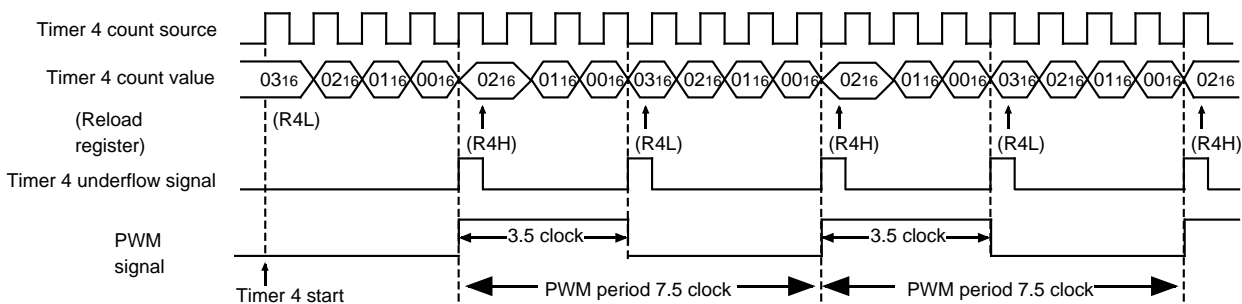 Timer 4 count source
Timer 4 count value
0316 0216 0116 0016 0216 0116 0016 0316 0216 0116 0016 0216 0116 0016 0316 0216 0116 0016 0216
(Reload register)
(R4L) (R4H) (R4L) (R4H) (R4L) (R4H)
Timer 4 underflow signal
PWM signal
3.5 clock 3.5 clock
PWM period 7.5 clock PWM period 7.5 clock
Timer 4 start